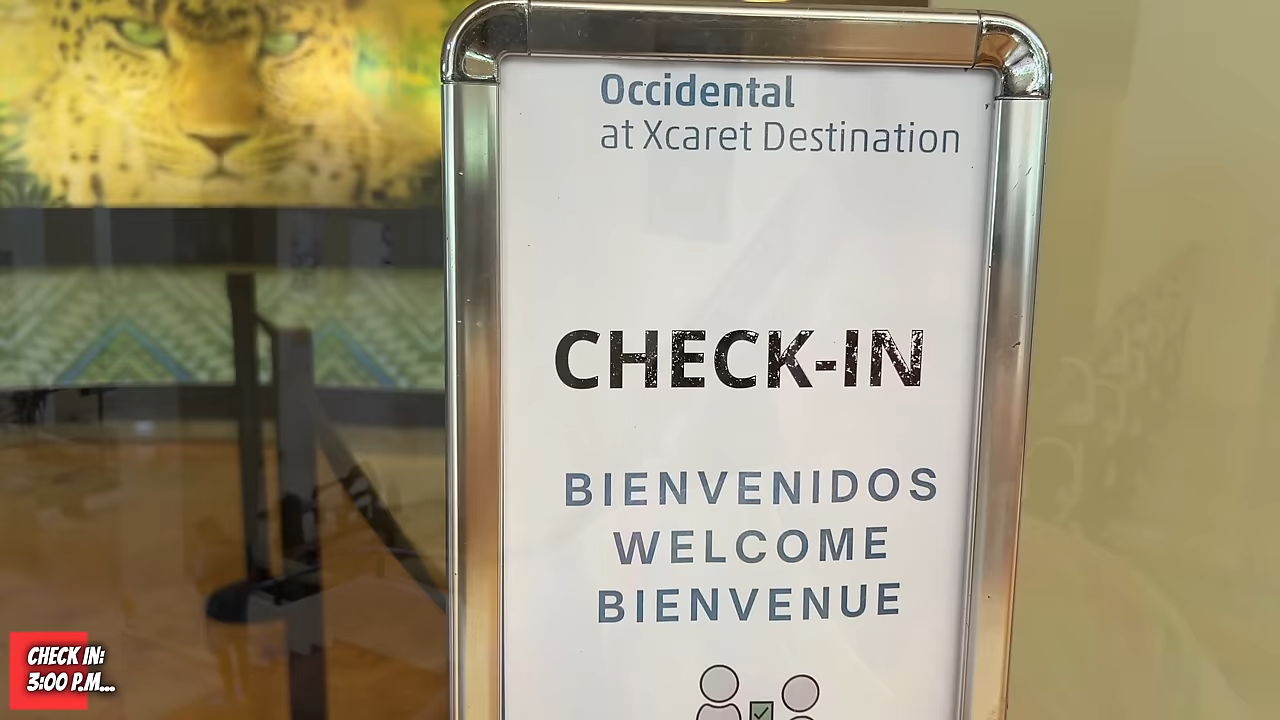 Occidental
at Xcaret Destination
CHECK-IN
BIENVENIDOS
WELCOME
BIENVENUE
CHECK IN:
3:00 P.M...